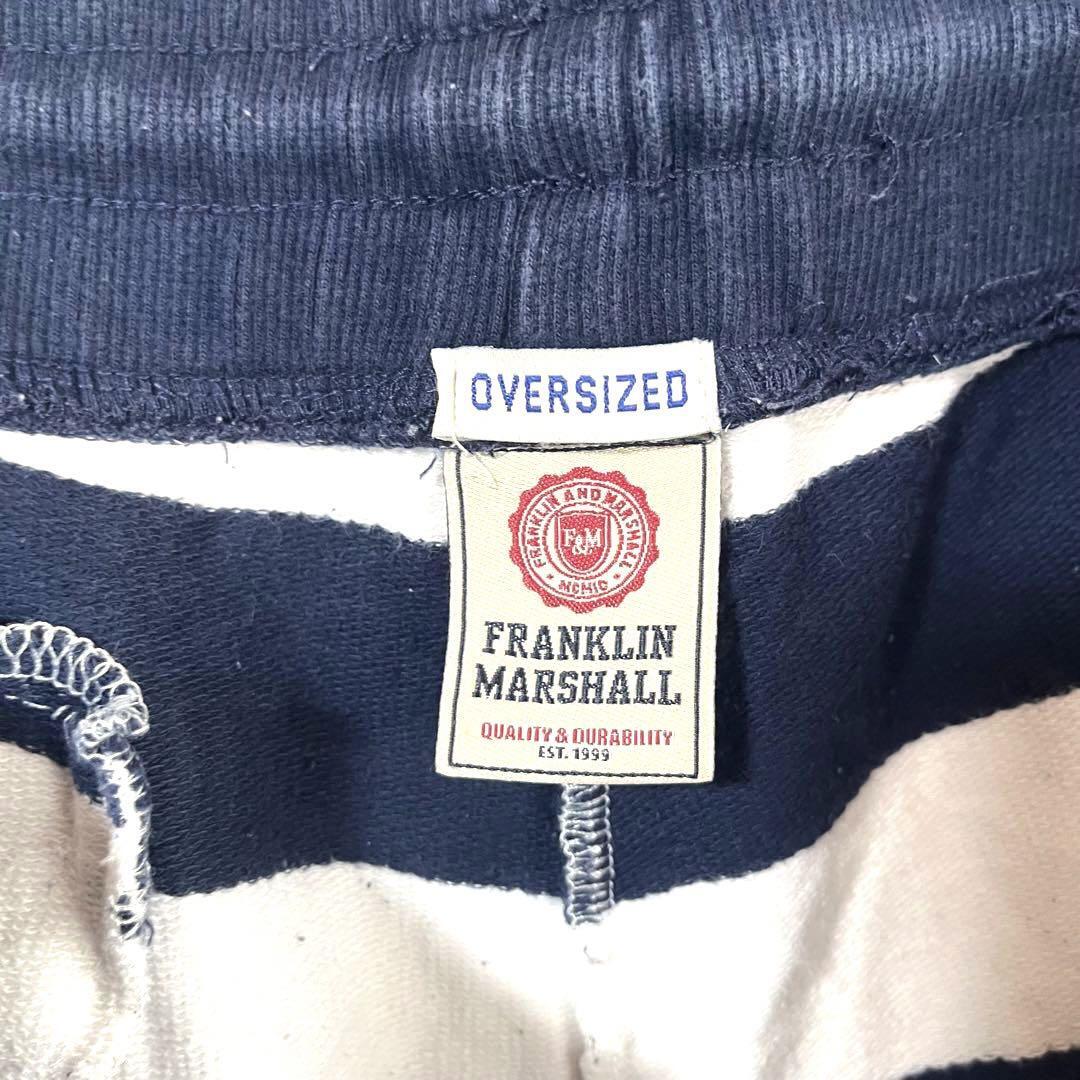 OVERSIZED
FRANKLIN AND MARSHALL
F&M
MCMIC
FRANKLIN
MARSHALL
QUALITY & DURABILITY
EST. 1999